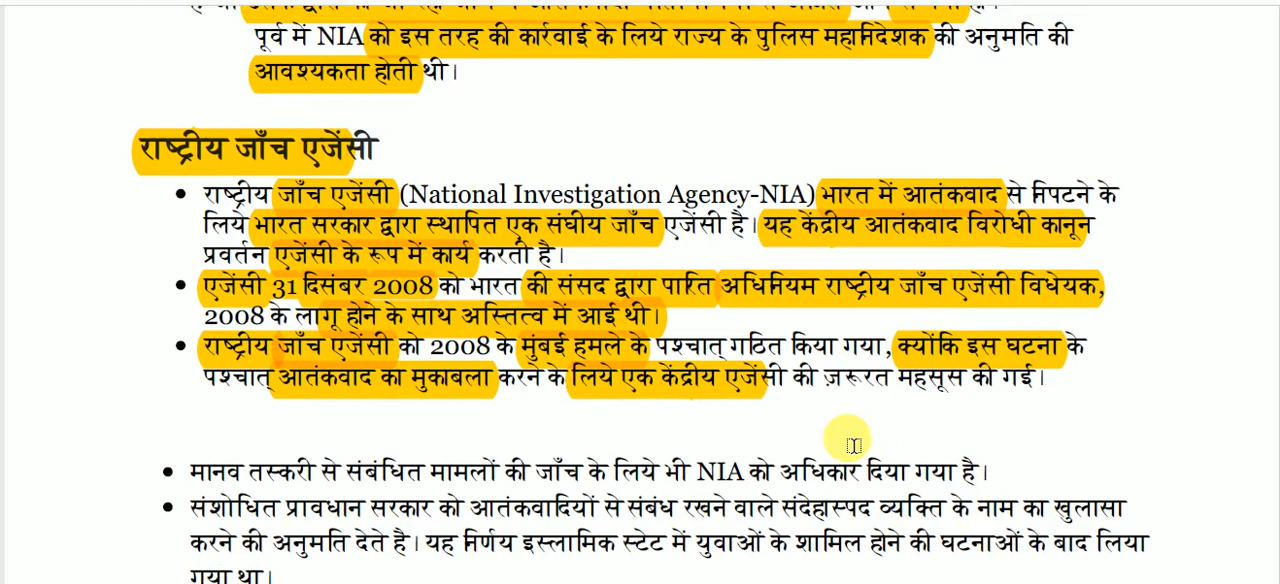 पूर्व में NIA को इस तरह की कार्रवाई के लिये राज्य के पुलिस महानिदेशक की अनुमति की
आवश्यकता होती थी।
राष्ट्रीय जाँच एजेंसी
• राष्ट्रीय जाँच एजेंसी (National Investigation Agency-NIA) भारत में आतंकवाद से निपटने के
लिये भारत सरकार द्वारा स्थापित एक संघीय जाँच एजेंसी है। यह केंद्रीय आतंकवाद विरोधी कानून
प्रवर्तन एजेंसी के रूप में कार्य करती है।
• एजेंसी 31 दिसंबर 2008 को भारत की संसद द्वारा पारित अधिनियम राष्ट्रीय जाँच एजेंसी विधेयक,
2008 के लागू होने के साथ अस्तित्व में आई थी।
• राष्ट्रीय जाँच एजेंसी को 2008 के मुंबई हमले के पश्चात् गठित किया गया, क्योंकि इस घटना के
पश्चात् आतंकवाद का मुकाबला करने के लिये एक केंद्रीय एजेंसी की ज़रूरत महसूस की गई।
• मानव तस्करी से संबंधित मामलों की जाँच के लिये भी NIA को अधिकार दिया गया है।
• संशोधित प्रावधान सरकार को आतंकवादियों से संबंध रखने वाले संदेहास्पद व्यक्ति के नाम का खुलासा
करने की अनुमति देते है। यह निर्णय इस्लामिक स्टेट में युवाओं के शामिल होने की घटनाओं के बाद लिया
गया था।